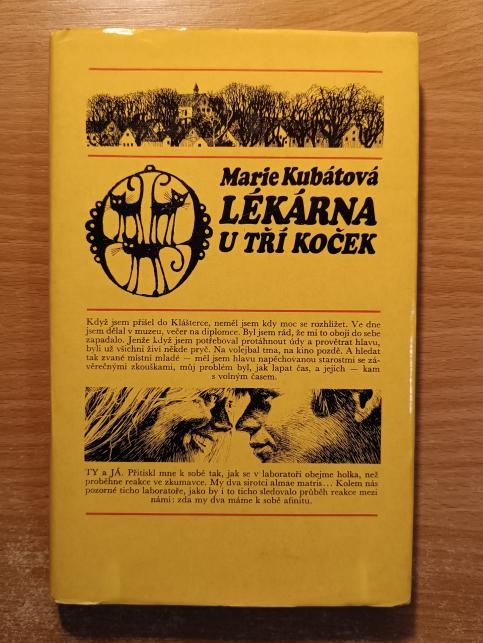 Marie Kubátová
LÉKÁRNA
U TŘÍ KOČEK
Když jsem přišel do Klášterce, neměl jsem kdy moc se rozhlížet. Ve dne
jsem dělal v muzeu, večer na diplomce. Byl jsem rád, že mi to obojí do sebe
zapadalo. Jenže když jsem potřeboval protáhnout údy a provětrat hlavu,
byli už všichni živí někde pryč. Na volejbal tma, na kino pozdě. A hledat
tak zvané místní mladé — měl jsem hlavu napěchovanou starostmi se zá-
věrečnými zkouškami, můj problém byl, jak lapat čas, a jejich — kam
s volným časem.
TY a JÁ. Přitiskl mne k sobě tak, jak se v laboratoři obejme holka, než
proběhne reakce ve zkumavce. My dva sirotci almae matris... Kolem nás
pozorné ticho laboratoře, jako by i to ticho sledovalo průběh reakce mezi
námi: zda my dva máme k sobě afinitu.